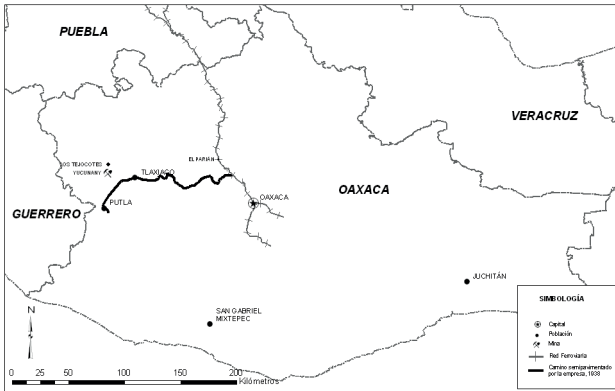 PUEBLA
VERACRUZ
EL PARIÁN
LOS TEJOCOTES
YUCUNANY
TLAXIACO
OAXACA
OAXACA
GUERRERO
PUTLA
JUCHITÁN
SAN GABRIEL
MIXTEPEC
N
0 25 50 100 150 200
Kilómetros
SIMBOLOGÍA
Capital
Población
Mina
Red Ferroviaria
Camino semipavimentado
por la empresa, 1938